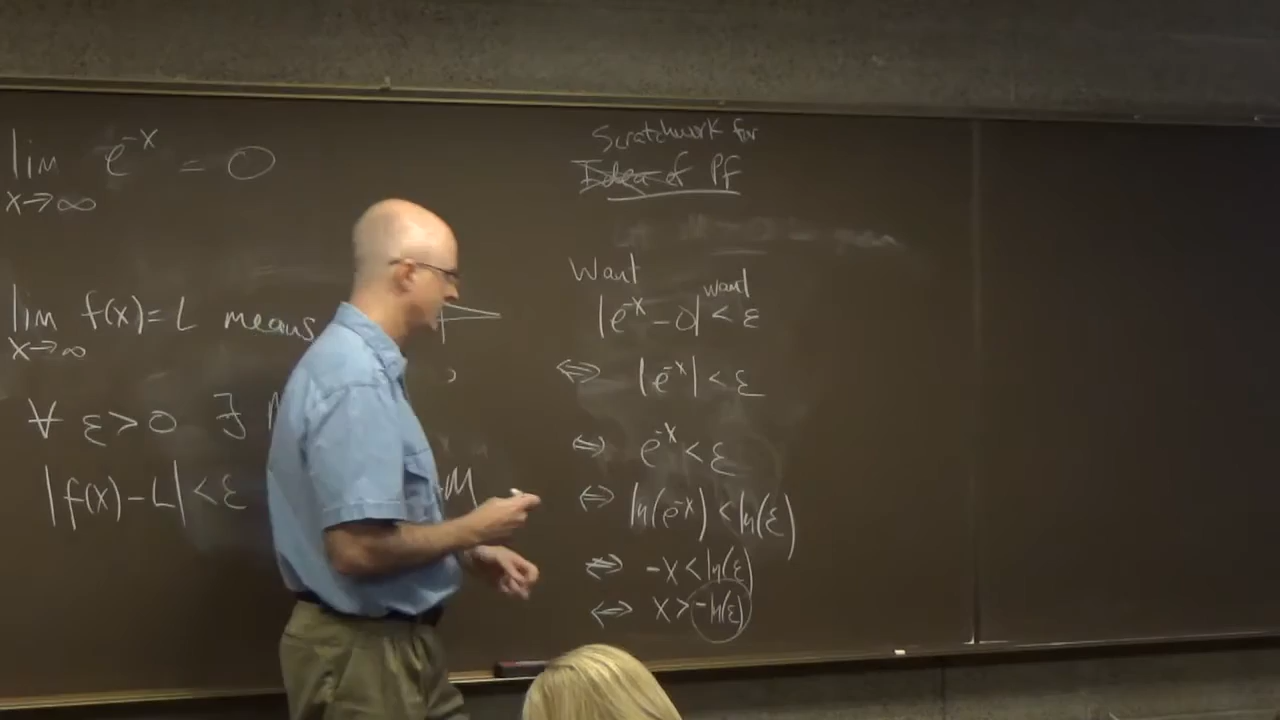 lim e^-x = 0
x→∞
lim f(x)=L means
x→∞
∀ ε>0 ∃
|f(x)-L|<ε M
Scratchwork for
Idea of Pf
Want
want
|e^-x - 0| < ε
⇔ |e^-x| < ε
⇔ e^-x < ε
⇔ ln(e^-x) < ln(ε)
⇔ -x < ln(ε)
⇔ x > -ln(ε)